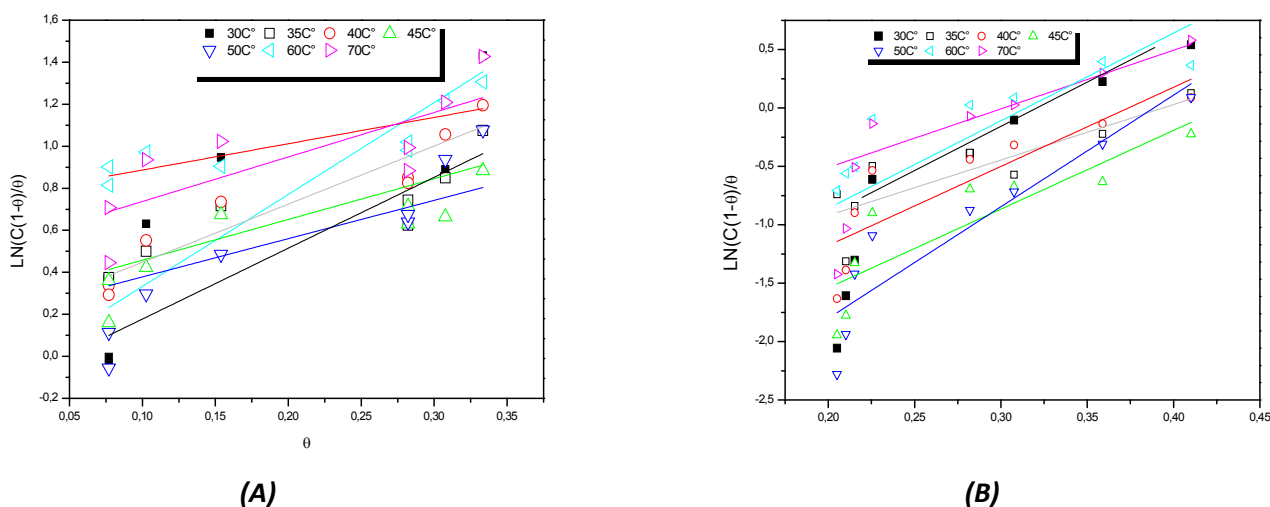 30C° 35C° 40C° 45C°
50C° 60C° 70C°
LN(C(1-θ)/θ)
1,6
1,4
1,2
1,0
0,8
0,6
0,4
0,2
0,0
-0,2
0,05 0,10 0,15 0,20 0,25 0,30 0,35
θ
(A)
30C° 35C° 40C° 45C°
50C° 60C° 70C°
LN(C(1-θ)/θ
0,5
0,0
-0,5
-1,0
-1,5
-2,0
-2,5
0,20 0,25 0,30 0,35 0,40 0,45
(B)